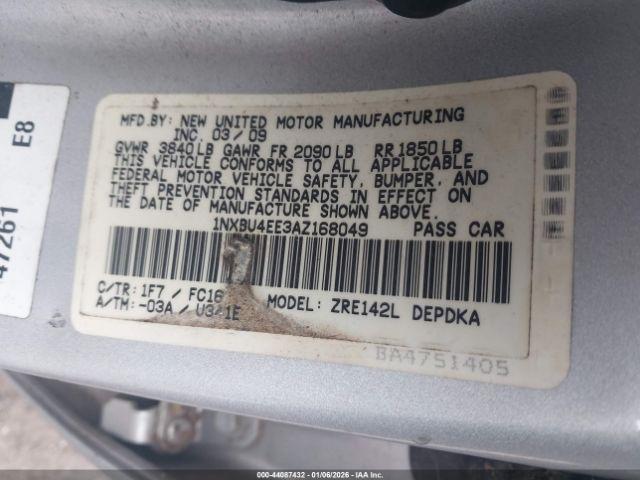 MFD.BY: NEW UNITED MOTOR MANUFACTURING
INC. 03/09
GVWR 3840LB GAWR FR 2090LB RR1850LB
THIS VEHICLE CONFORMS TO ALL APPLICABLE
FEDERAL MOTOR VEHICLE SAFETY, BUMPER, AND
THEFT PREVENTION STANDARDS IN EFFECT ON
THE DATE OF MANUFACTURE SHOWN ABOVE.
1NXBU4EE3AZ168049 PASS CAR
C/TR: 1F7 / FC16
A/TM: -03A / U341E MODEL: ZRE142L DEPDKA
BA4751405
E8
47261
000-44087432 - 01/06/2026 - IAAI, Inc.